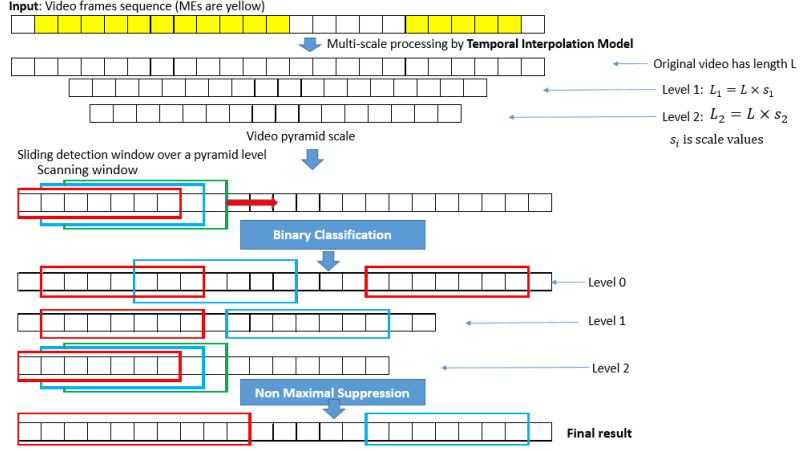 Input: Video frames sequence (MEs are yellow)
Multi-scale processing by Temporal Interpolation Model
Original video has length L
Level 1: L₁ = L × s₁
Level 2: L₂ = L × s₂
Video pyramid scale
sᵢ is scale values
Sliding detection window over a pyramid level
Scanning window
Binary Classification
Level 0
Level 1
Level 2
Non Maximal Suppression
Final result